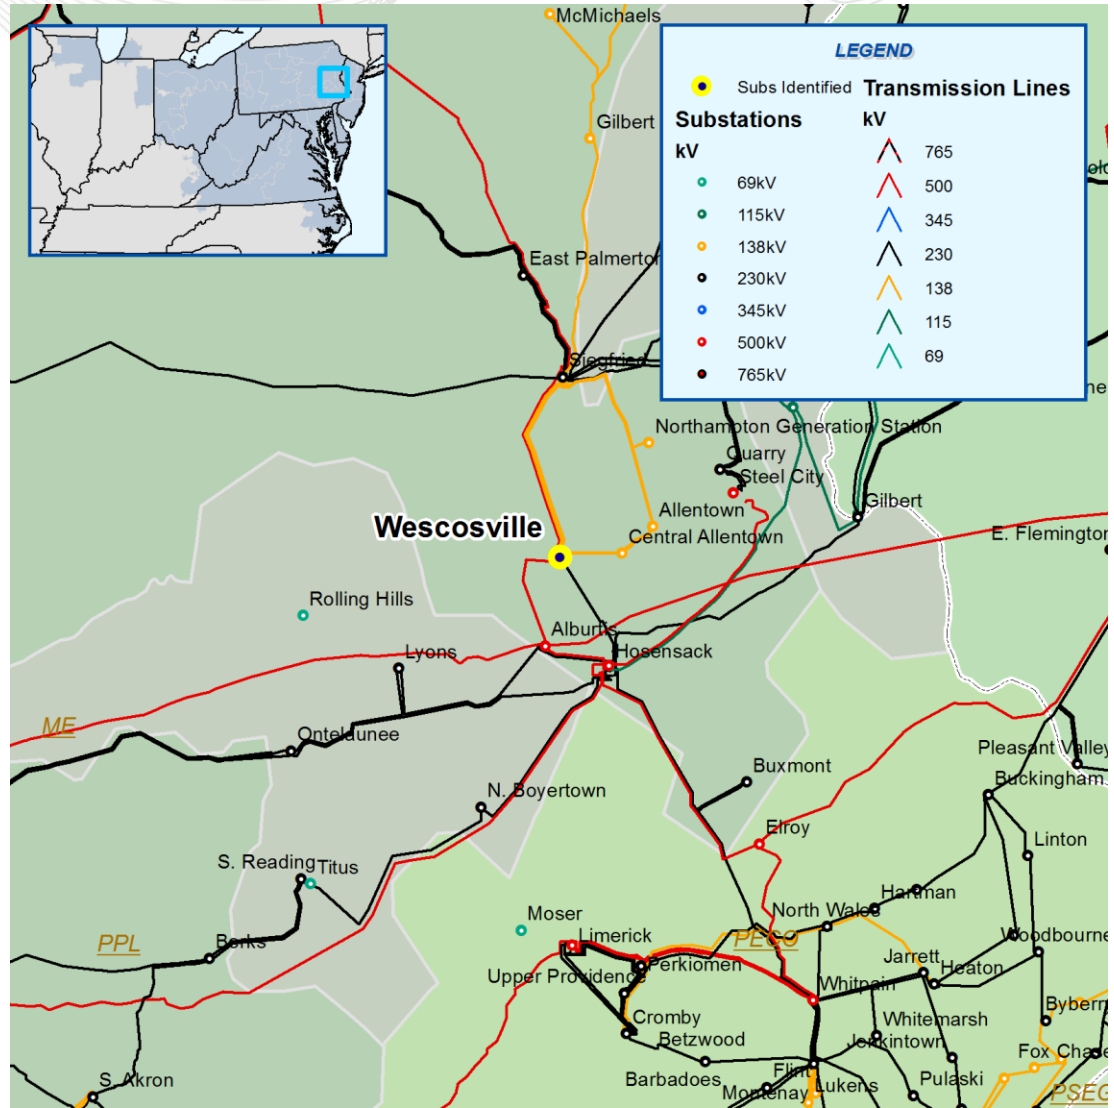 McMichaels
Gilbert
East Palmerton
Siegfried
LEGEND
Subs Identified
Substations
kV
69kV
115kV
138kV
230kV
345kV
500kV
765kV
Transmission Lines
kV
765
500
345
230
138
115
69
Northampton Generation Station
Quarry
Steel City
Gilbert
Allentown
Wescosville
Central Allentown
E. Flemington
Rolling Hills
Alburtis
Hosensack
Lyons
ME
Ontelaunee
Pleasant Valley
Buxmont
Buckingham
N. Boyertown
Elroy
Linton
S. Reading
Titus
Hartman
Moser
North Wales
PPL
Berks
Limerick
PECO
Woodbourne
Jarrett
Heaton
Upper Providence
Perkiomen
Whitpain
Cromby
Whitemarsh
Byberry
Betzwood
Jenkintown
Barbadoes
Flint
Fox Chase
S. Akron
Montenay
Lukens
Pulaski
PSEG